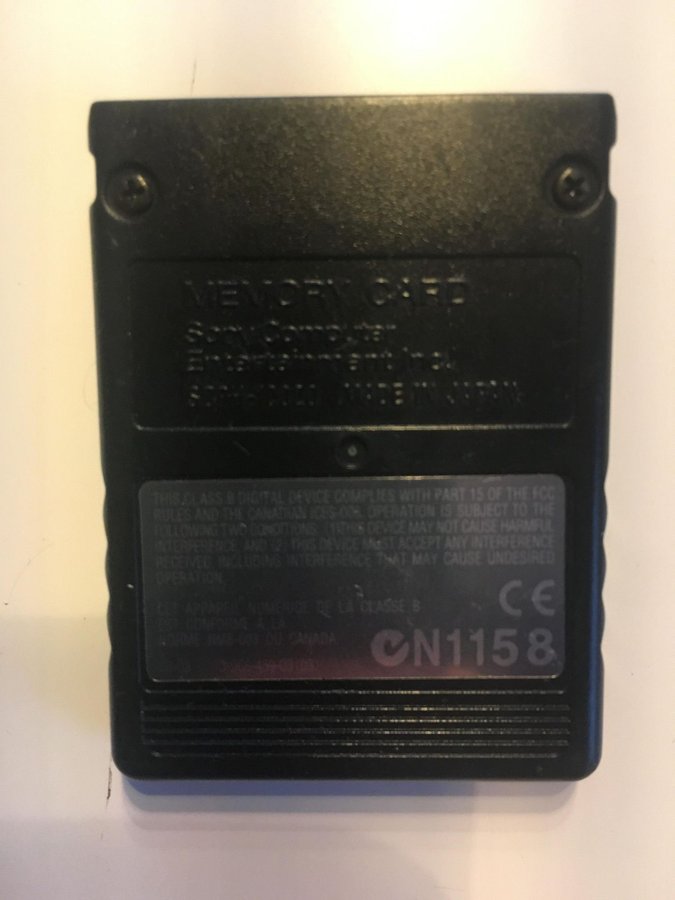 MEMORY CARD
Sony Computer
Entertainment Inc.
SCPH-10020 MADE IN JAPAN
THIS CLASS B DIGITAL DEVICE COMPLIES WITH PART 15 OF THE FCC
RULES AND THE CANADIAN ICES-003. OPERATION IS SUBJECT TO THE
FOLLOWING TWO CONDITIONS. (1) THIS DEVICE MAY NOT CAUSE HARMFUL
INTERFERENCE, AND (2) THIS DEVICE MUST ACCEPT ANY INTERFERENCE
RECEIVED, INCLUDING INTERFERENCE THAT MAY CAUSE UNDESIRED
OPERATION.
CET APPAREIL NUMERIQUE DE LA CLASSE B
EST CONFORME A LA
NORME NMB-003 DU CANADA
CE
N1158